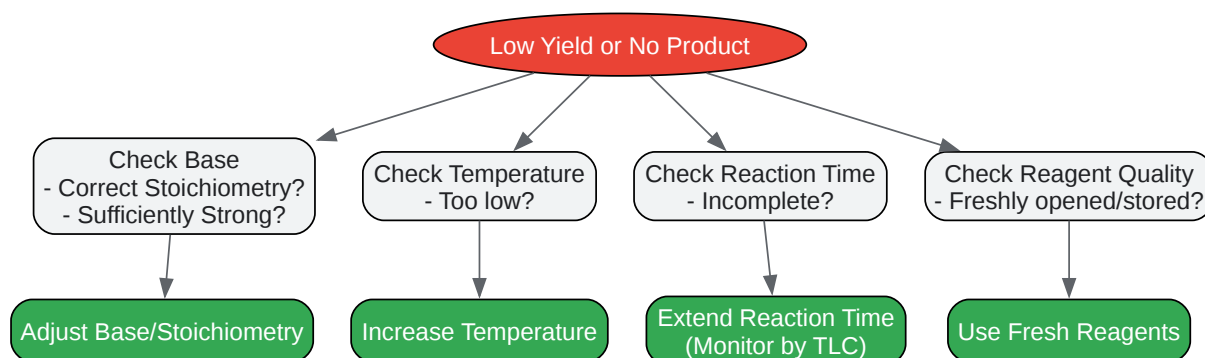 Low Yield or No Product
Check Base
- Correct Stoichiometry?
- Sufficiently Strong?
Check Temperature
- Too low?
Check Reaction Time
- Incomplete?
Check Reagent Quality
- Freshly opened/stored?
Adjust Base/Stoichiometry
Increase Temperature
Extend Reaction Time
(Monitor by TLC)
Use Fresh Reagents